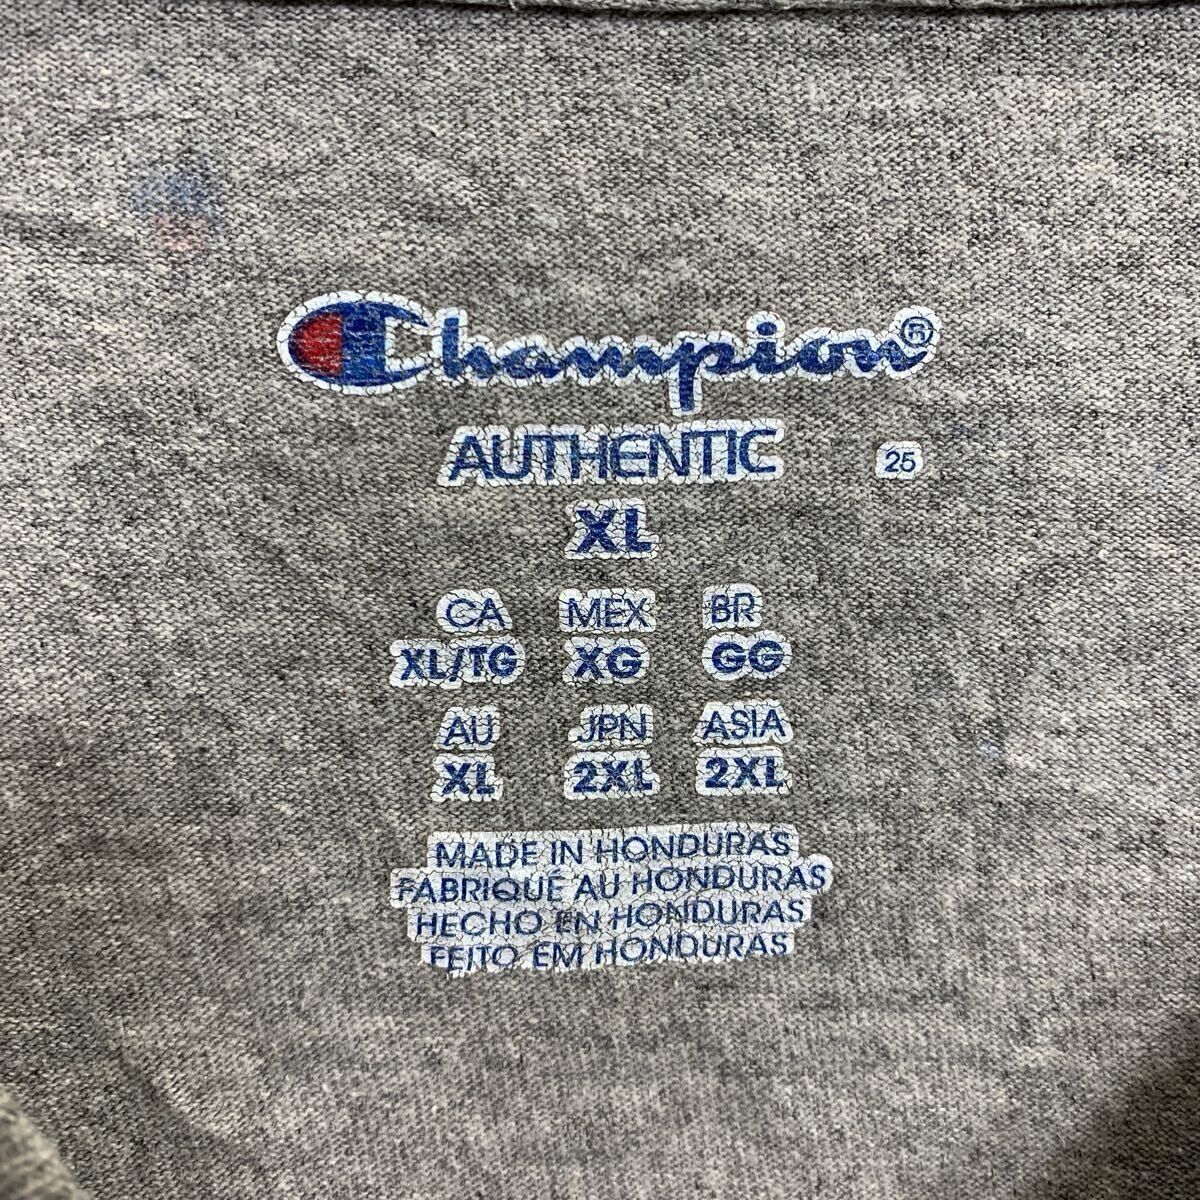 Champion®
AUTHENTIC
25
XL
CA MEX BR
XL/TG XG GG
AU JPN ASIA
XL 2XL 2XL
MADE IN HONDURAS
FABRIQUÉ AU HONDURAS
HECHO EN HONDURAS
FEITO EM HONDURAS